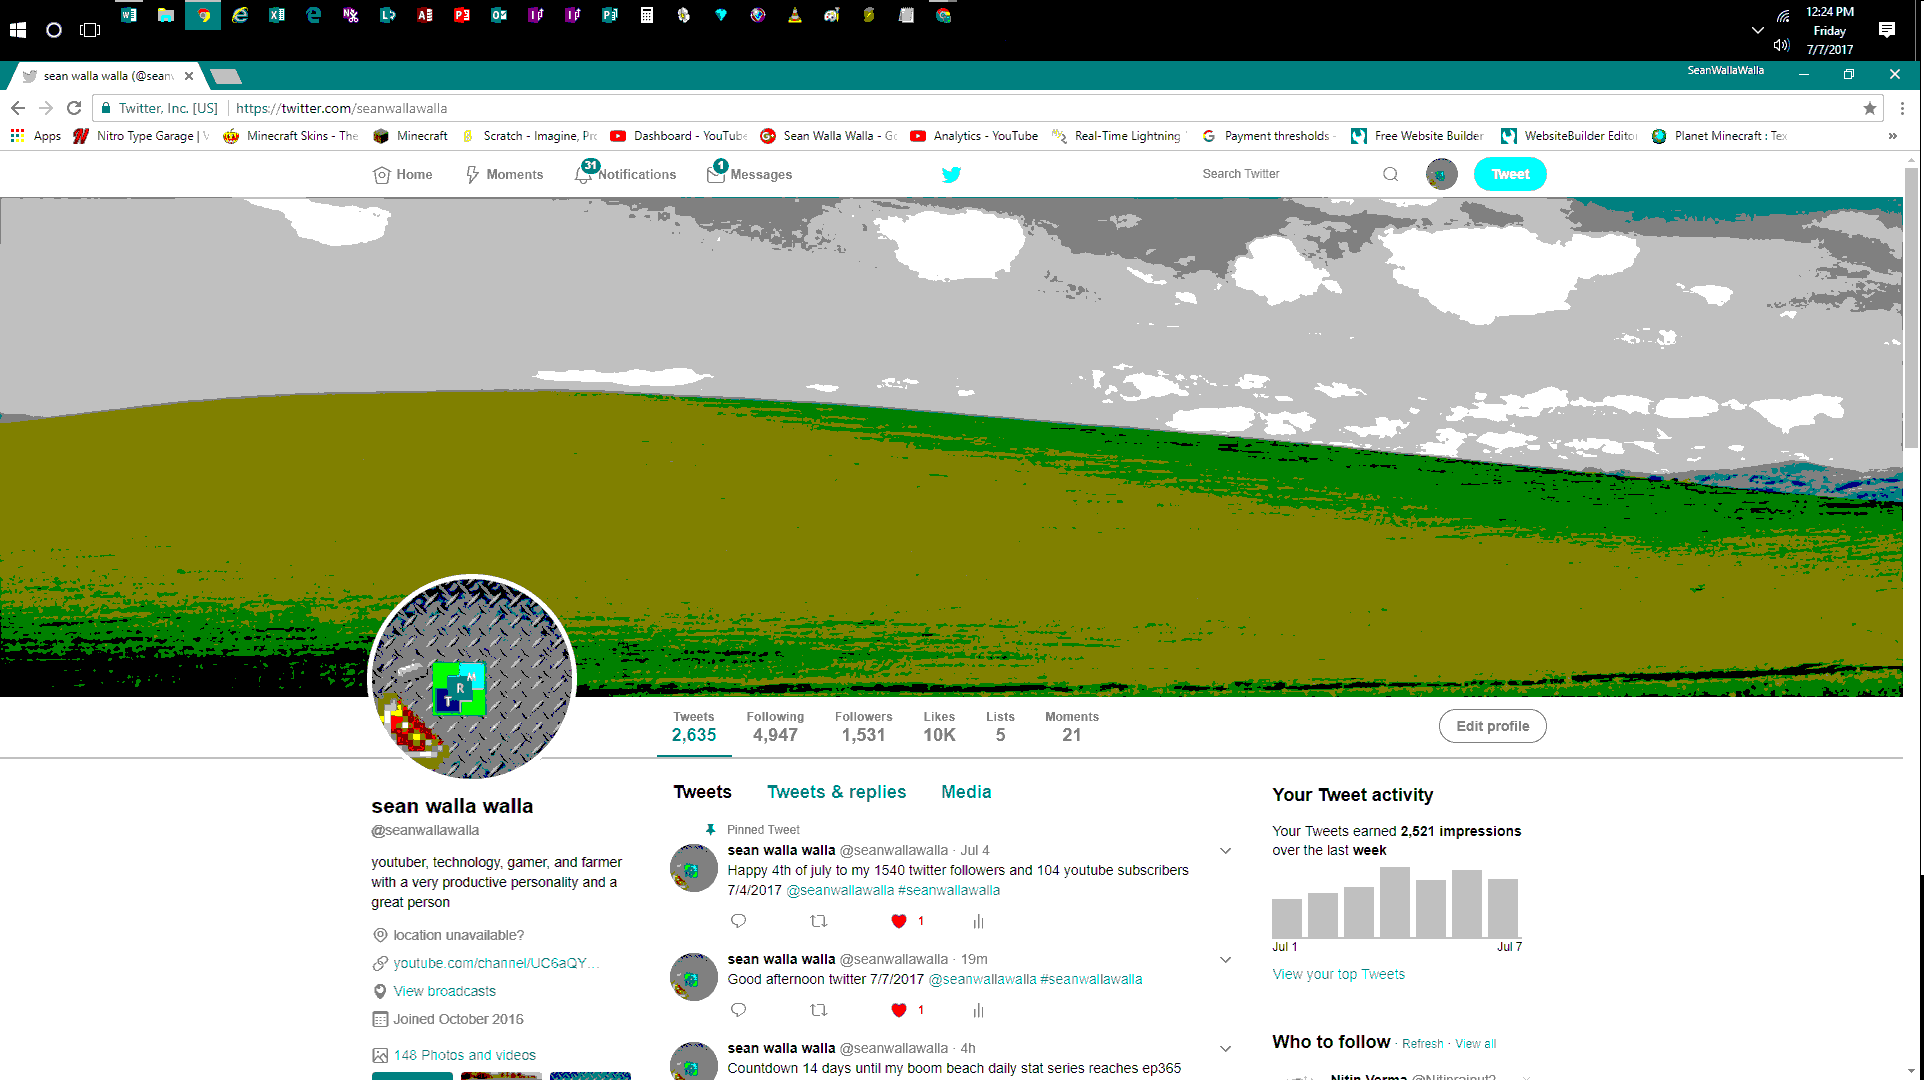 12:24 PM
Friday
7/7/2017
sean walla walla (@sean
SeanWallaWalla
Twitter, Inc. [US] https://twitter.com/seanwallawalla
Apps Nitro Type Garage | Minecraft Skins - The Minecraft Scratch - Imagine, Pr Dashboard - YouTube Sean Walla Walla - Go Analytics - YouTube Real-Time Lightning Payment thresholds - Free Website Builder WebsiteBuilder Editor Planet Minecraft : Tex »
Home Moments 31 Notifications 1 Messages Search Twitter Tweet
M
R
T
Tweets Following Followers Likes Lists Moments
2,635 4,947 1,531 10K 5 21
Edit profile
sean walla walla
@seanwallawalla
youtuber, technology, gamer, and farmer
with a very productive personality and a
great person
location unavailable?
youtube.com/channel/UC6aQY…
View broadcasts
Joined October 2016
148 Photos and videos
Tweets Tweets & replies Media
Pinned Tweet
sean walla walla @seanwallawalla · Jul 4
Happy 4th of july to my 1540 twitter followers and 104 youtube subscribers
7/4/2017 @seanwallawalla #seanwallawalla
1
sean walla walla @seanwallawalla · 19m
Good afternoon twitter 7/7/2017 @seanwallawalla #seanwallawalla
1
sean walla walla @seanwallawalla · 4h
Countdown 14 days until my boom beach daily stat series reaches ep365
Your Tweet activity
Your Tweets earned 2,521 impressions
over the last week
Jul 1 Jul 7
View your top Tweets
Who to follow · Refresh · View all
Nitin Verma